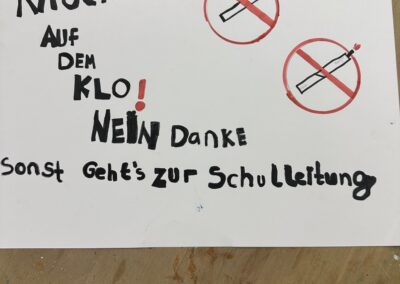 AUF
DEM
KLO!
NEIN DANKE
Sonst Geht's zur Schulleitung